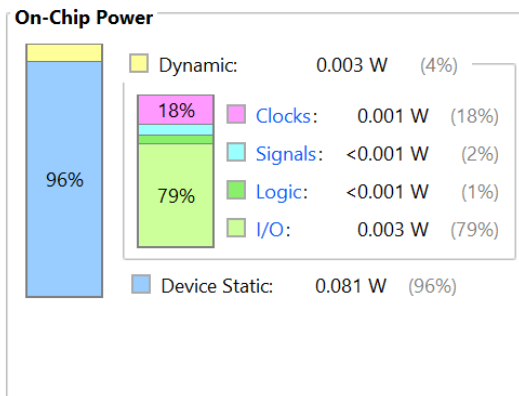 On-Chip Power
Dynamic: 0.003 W (4%)
18% Clocks: 0.001 W (18%)
Signals: <0.001 W (2%)
96% 79% Logic: <0.001 W (1%)
I/O: 0.003 W (79%)
Device Static: 0.081 W (96%)